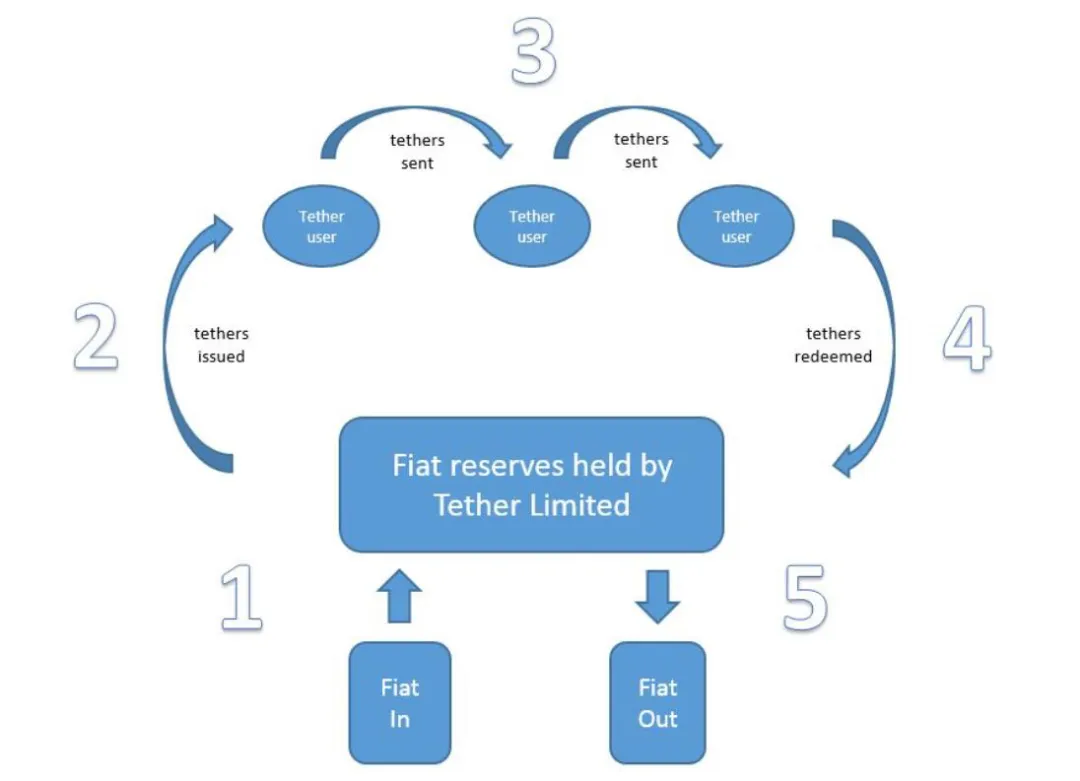 3
tethers
sent
tethers
sent
Tether
user
Tether
user
Tether
user
2
tethers
issued
tethers
redeemed
4
Fiat reserves held by
Tether Limited
1
5
Fiat
In
Fiat
Out